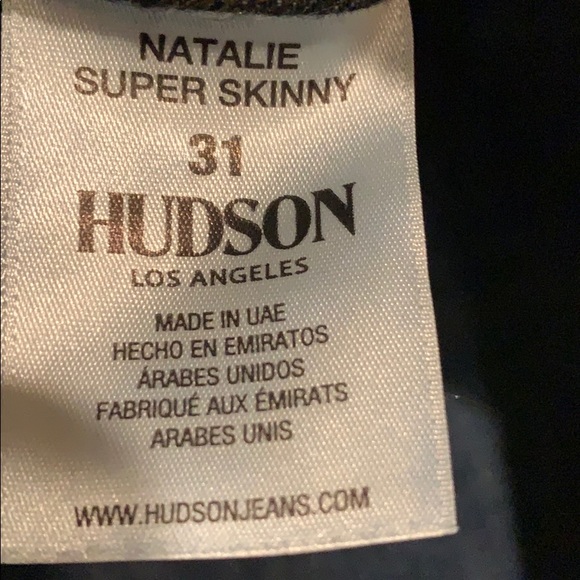 NATALIE
SUPER SKINNY
31
HUDSON
LOS ANGELES
MADE IN UAE
HECHO EN EMIRATOS
ÁRABES UNIDOS
FABRIQUÉ AUX ÉMIRATS
ARABES UNIS
WWW.HUDSONJEANS.COM